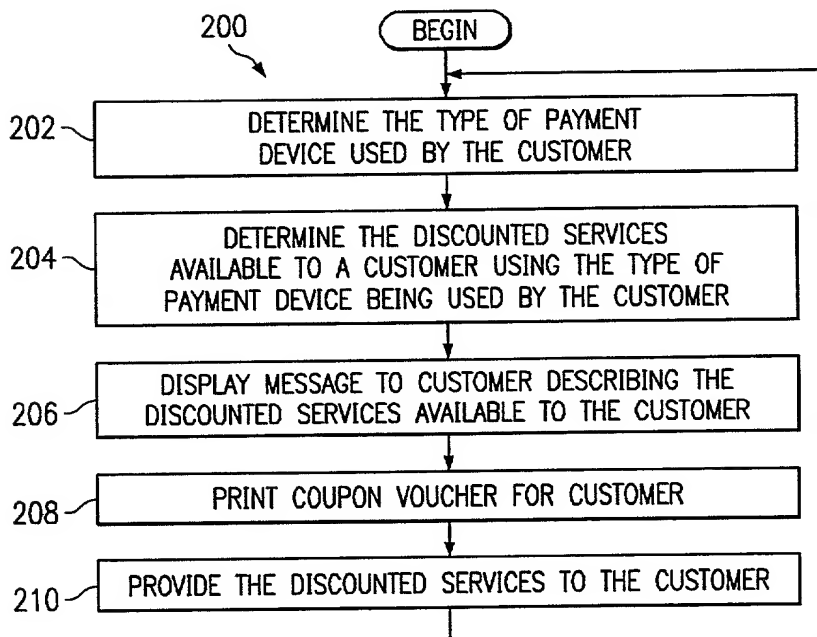 200
BEGIN
202
DETERMINE THE TYPE OF PAYMENT
DEVICE USED BY THE CUSTOMER
204
DETERMINE THE DISCOUNTED SERVICES
AVAILABLE TO A CUSTOMER USING THE TYPE OF
PAYMENT DEVICE BEING USED BY THE CUSTOMER
206
DISPLAY MESSAGE TO CUSTOMER DESCRIBING THE
DISCOUNTED SERVICES AVAILABLE TO THE CUSTOMER
208
PRINT COUPON VOUCHER FOR CUSTOMER
210
PROVIDE THE DISCOUNTED SERVICES TO THE CUSTOMER